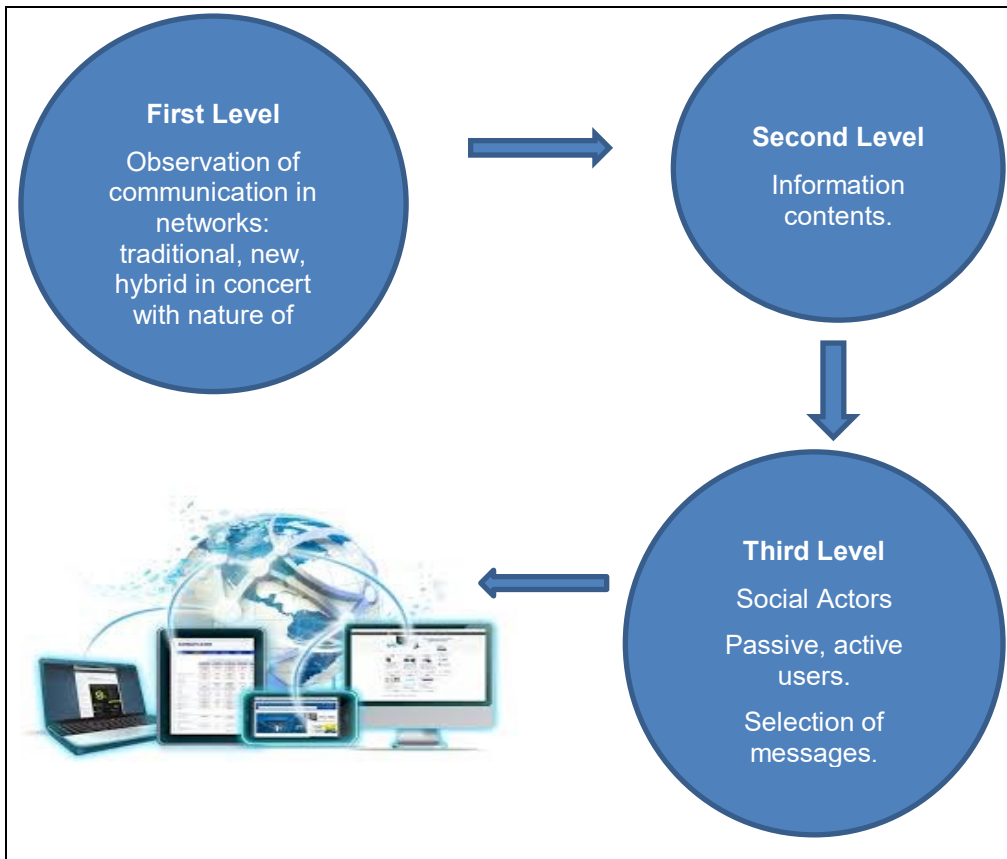 First Level
Observation of
communication in
networks:
traditional, new,
hybrid in concert
with nature of
Second Level
Information
contents.
Third Level
Social Actors
Passive, active
users.
Selection of
messages.